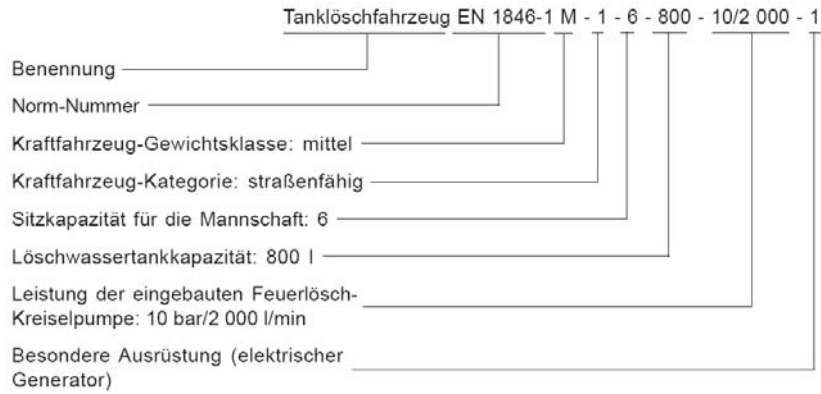 Tanklöschfahrzeug EN 1846-1 M - 1 - 6 - 800 - 10/2 000 - 1
Benennung
Norm-Nummer
Kraftfahrzeug-Gewichtsklasse: mittel
Kraftfahrzeug-Kategorie: straßenfähig
Sitzkapazität für die Mannschaft: 6
Löschwassertankkapazität: 800 l
Leistung der eingebauten Feuerlösch-
Kreiselpumpe: 10 bar/2 000 l/min
Besondere Ausrüstung (elektrischer
Generator)